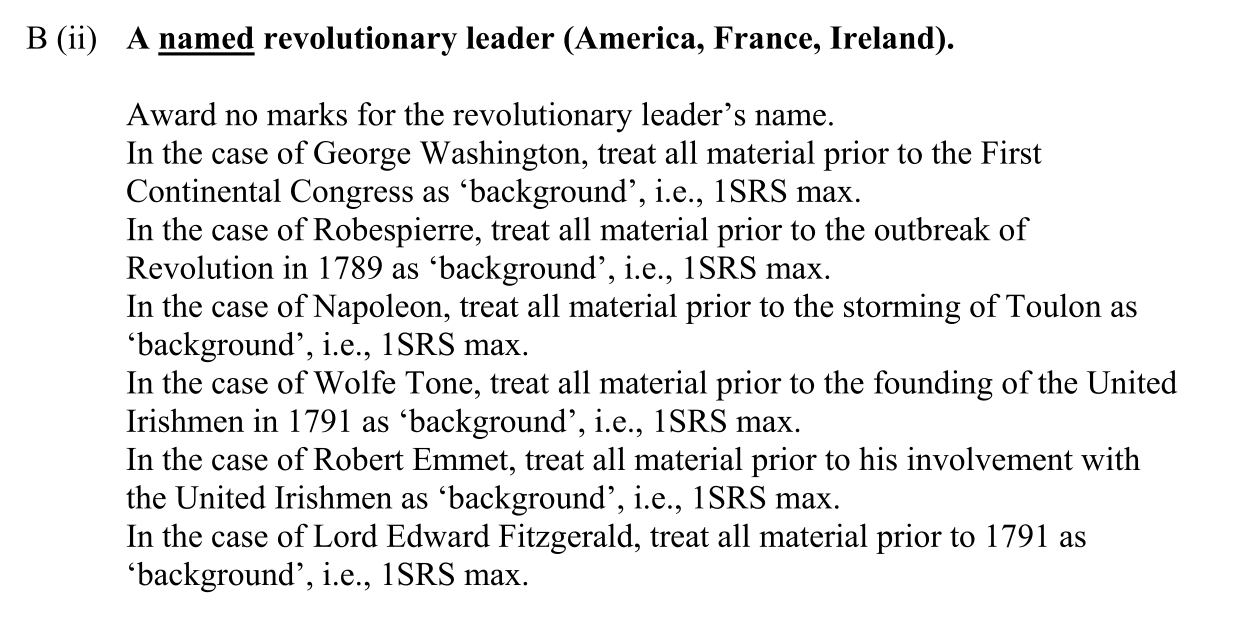 B (ii) A named revolutionary leader (America, France, Ireland).
Award no marks for the revolutionary leader’s name.
In the case of George Washington, treat all material prior to the First
Continental Congress as ‘background’, i.e., 1SRS max.
In the case of Robespierre, treat all material prior to the outbreak of
Revolution in 1789 as ‘background’, i.e., 1SRS max.
In the case of Napoleon, treat all material prior to the storming of Toulon as
‘background’, i.e., 1SRS max.
In the case of Wolfe Tone, treat all material prior to the founding of the United
Irishmen in 1791 as ‘background’, i.e., 1SRS max.
In the case of Robert Emmet, treat all material prior to his involvement with
the United Irishmen as ‘background’, i.e., 1SRS max.
In the case of Lord Edward Fitzgerald, treat all material prior to 1791 as
‘background’, i.e., 1SRS max.